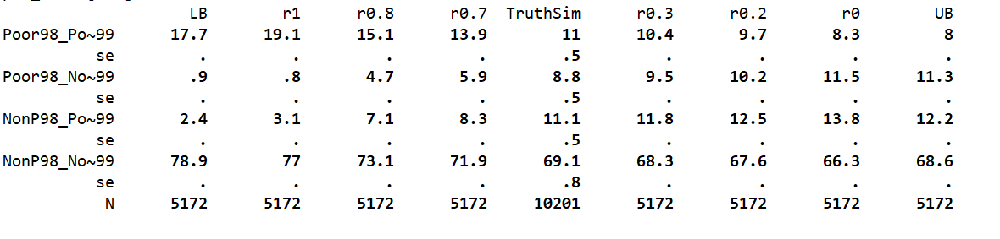 LB r1 r0.8 r0.7 TruthSim r0.3 r0.2 r0 UB
Poor98_Po~99 17.7 19.1 15.1 13.9 11 10.4 9.7 8.3 8
se . . . . .5 . . . .
Poor98_No~99 .9 .8 4.7 5.9 8.8 9.5 10.2 11.5 11.3
se . . . . .5 . . . .
NonP98_Po~99 2.4 3.1 7.1 8.3 11.1 11.8 12.5 13.8 12.2
se . . . . .5 . . . .
NonP98_No~99 78.9 77 73.1 71.9 69.1 68.3 67.6 66.3 68.6
se . . . . .8 . . . .
N 5172 5172 5172 5172 10201 5172 5172 5172 5172